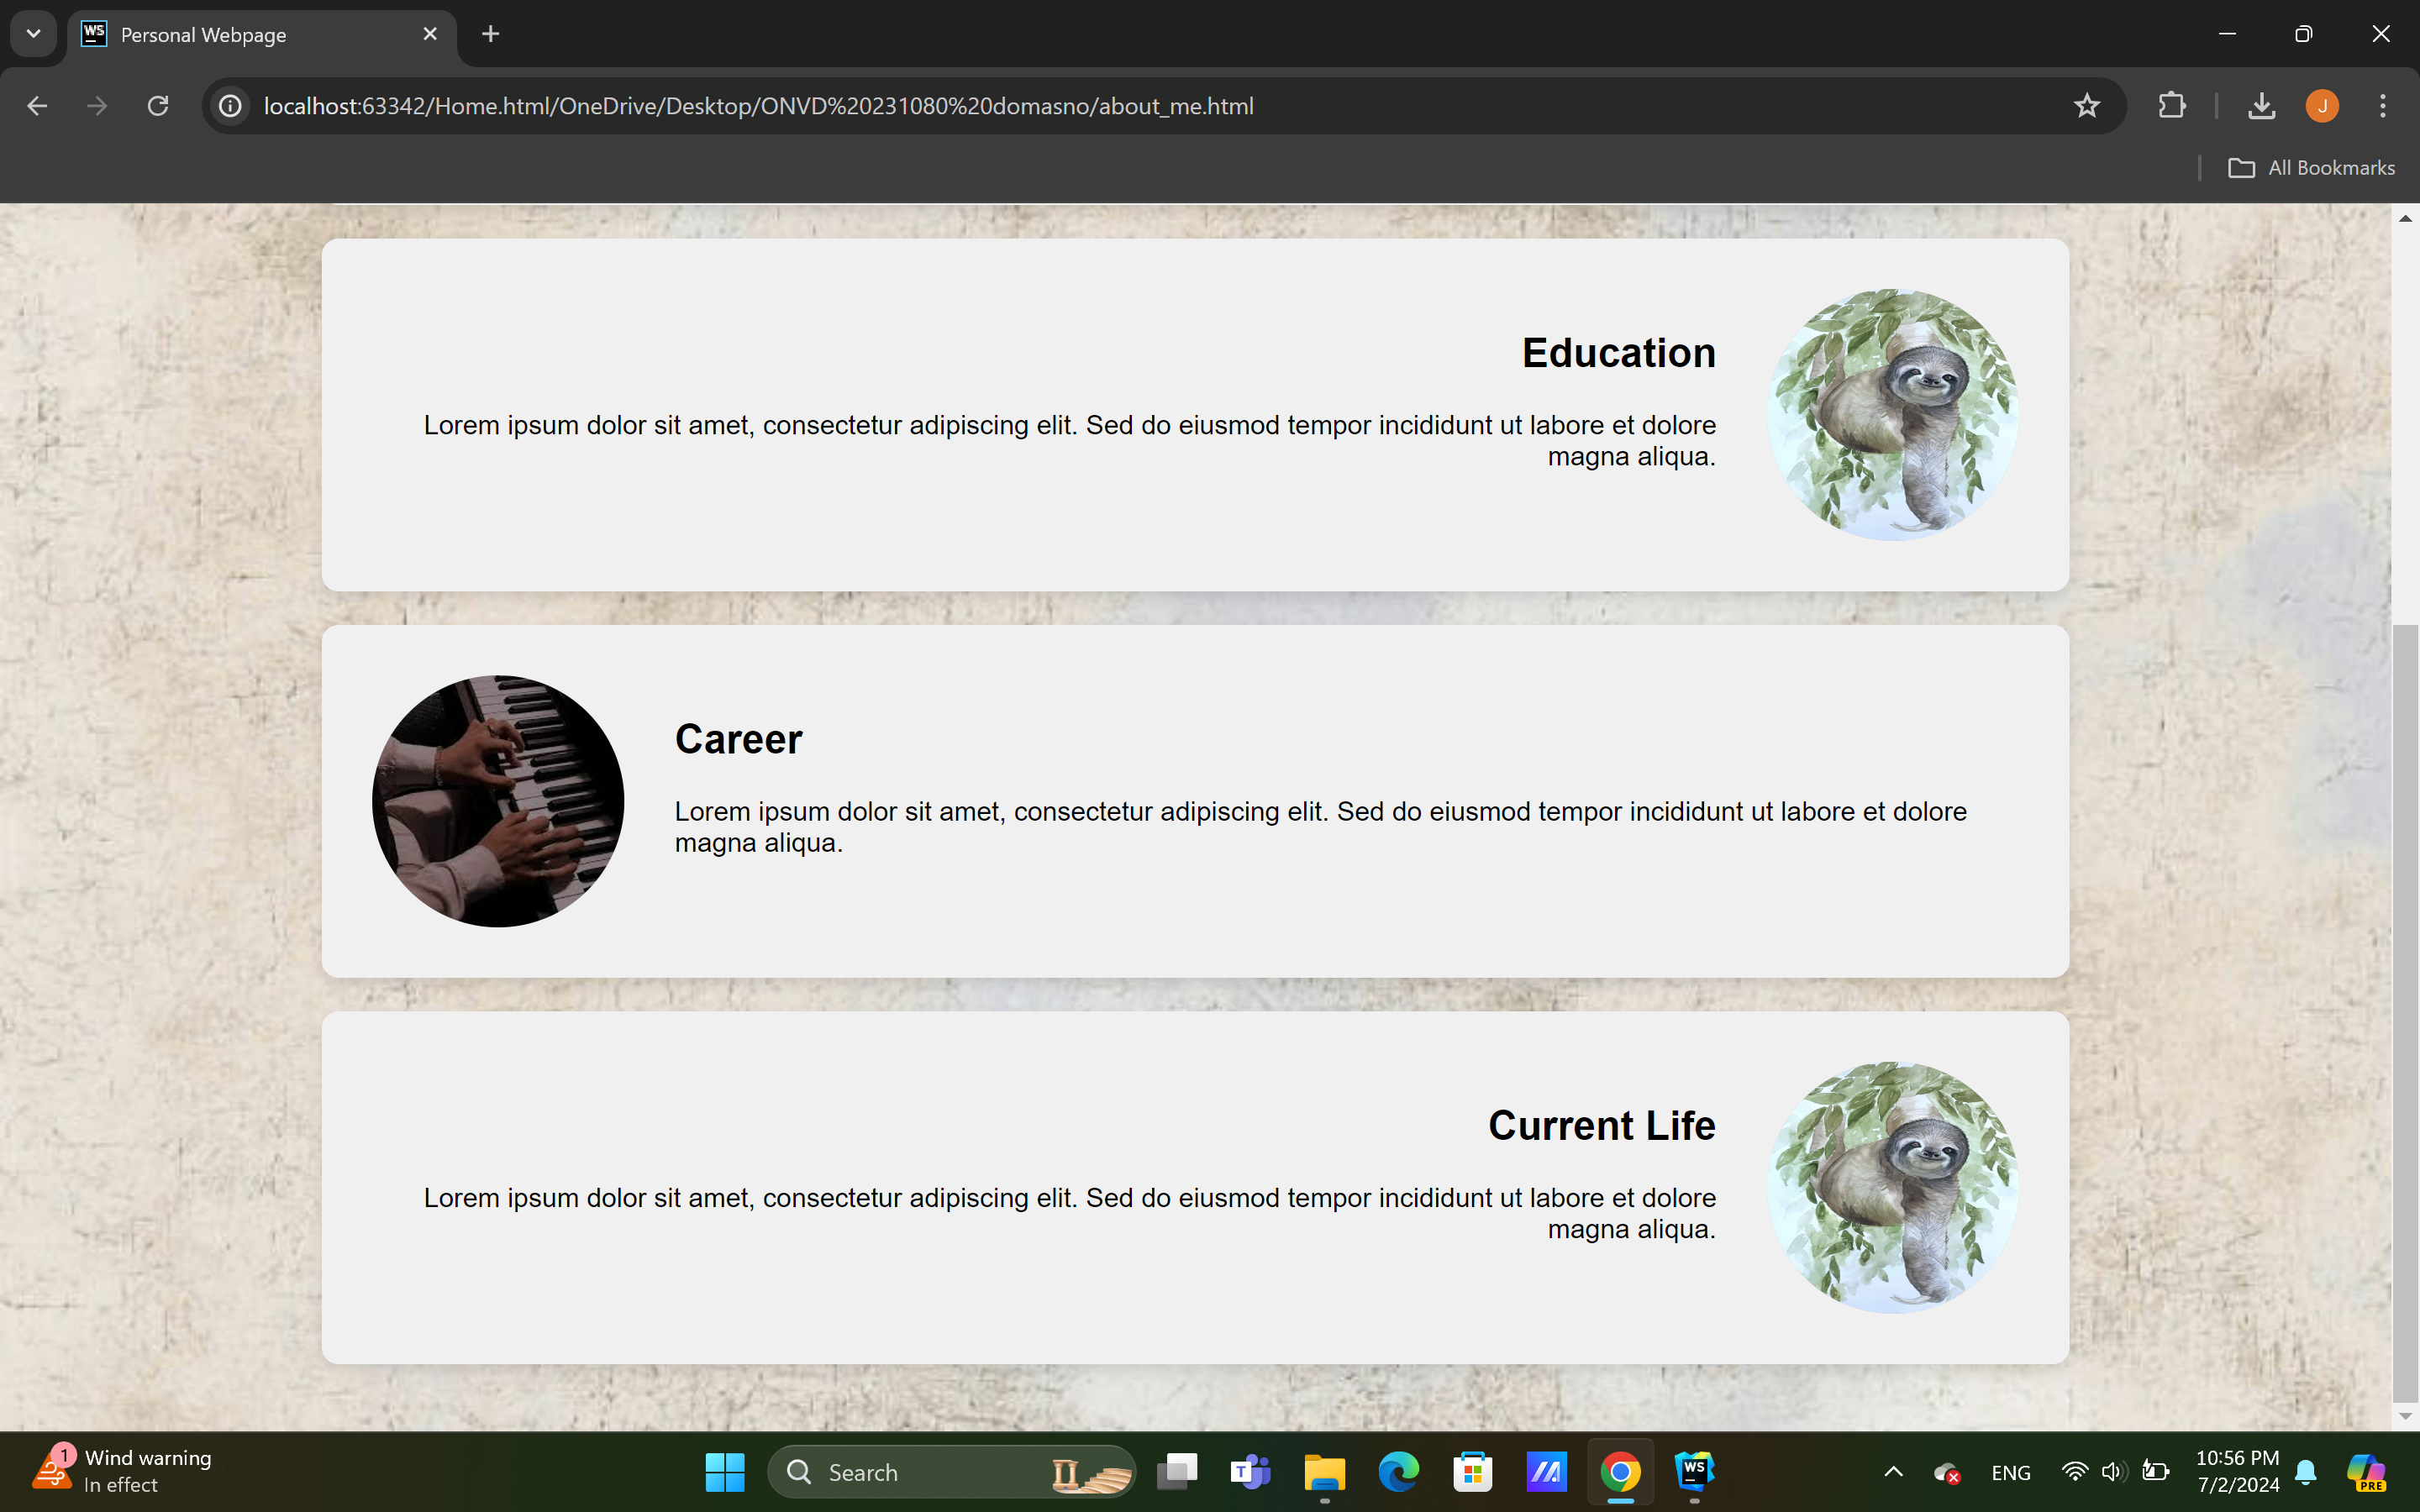 WS
Personal Webpage
localhost:63342/Home.html/OneDrive/Desktop/ONVD%20231080%20domasno/about_me.html
J
All Bookmarks
Education
Lorem ipsum dolor sit amet, consectetur adipiscing elit. Sed do eiusmod tempor incididunt ut labore et dolore
magna aliqua.
Career
Lorem ipsum dolor sit amet, consectetur adipiscing elit. Sed do eiusmod tempor incididunt ut labore et dolore
magna aliqua.
Current Life
Lorem ipsum dolor sit amet, consectetur adipiscing elit. Sed do eiusmod tempor incididunt ut labore et dolore
magna aliqua.
1
Wind warning
In effect
Search
T
WS
ENG
10:56 PM
7/2/2024
PRE